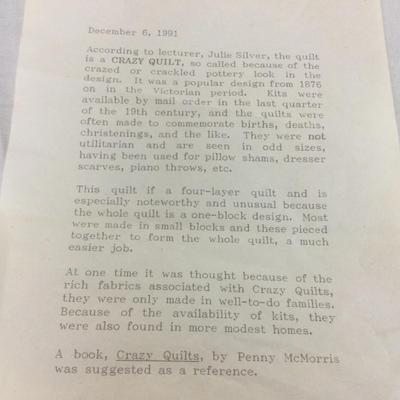 December 6, 1991
According to lecturer, Julie Silver, the quilt
is a CRAZY QUILT, so called because of the
crazed or crackled pottery look in the
design. It was a popular design from 1876
on in the Victorian period. Kits were
available by mail order in the last quarter
of the 19th century, and the quilts were
often made to commemorate births, deaths,
christenings, and the like. They were not
utilitarian and are seen in odd sizes,
having been used for pillow shams, dresser
scarves, piano throws, etc.
This quilt if a four-layer quilt and is
especially noteworthy and unusual because
the whole quilt is a one-block design. Most
were made in small blocks and these pieced
together to form the whole quilt, a much
easier job.
At one time it was thought because of the
rich fabrics associated with Crazy Quilts,
they were only made in well-to-do families.
Because of the availability of kits, they
were also found in more modest homes.
A book, Crazy Quilts, by Penny McMorris
was suggested as a reference.